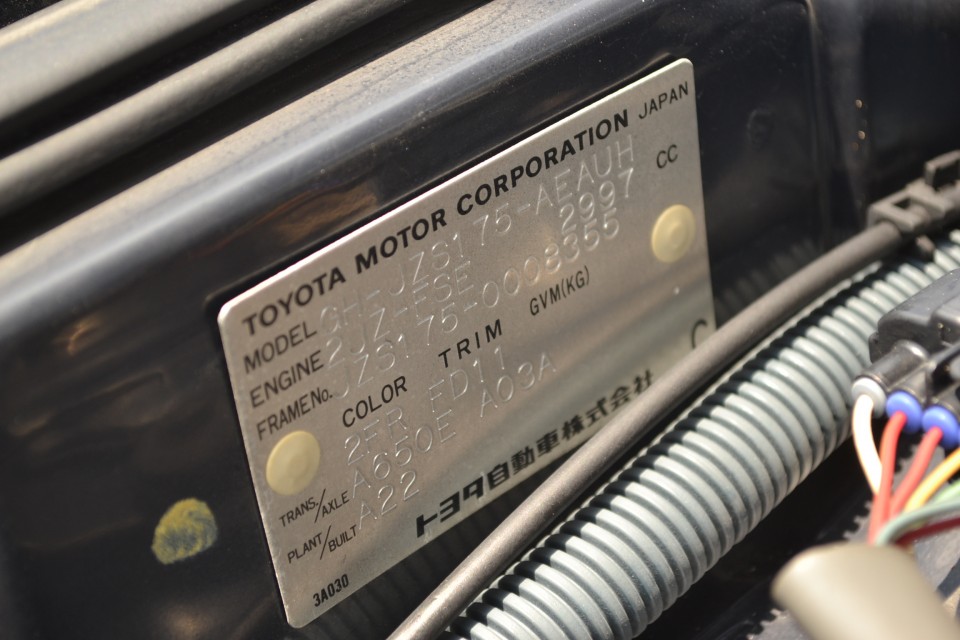 TOYOTA MOTOR CORPORATION JAPAN
MODEL GH-JZS175-AEAUH
ENGINE 2JZ-FSE 2997 CC
FRAME No. JZS175-0008355
COLOR TRIM GVM(KG)
2FR FD11
TRANS./AXLE A650E A03A
PLANT/BUILT A22
トヨタ自動車株式会社
3A030
C